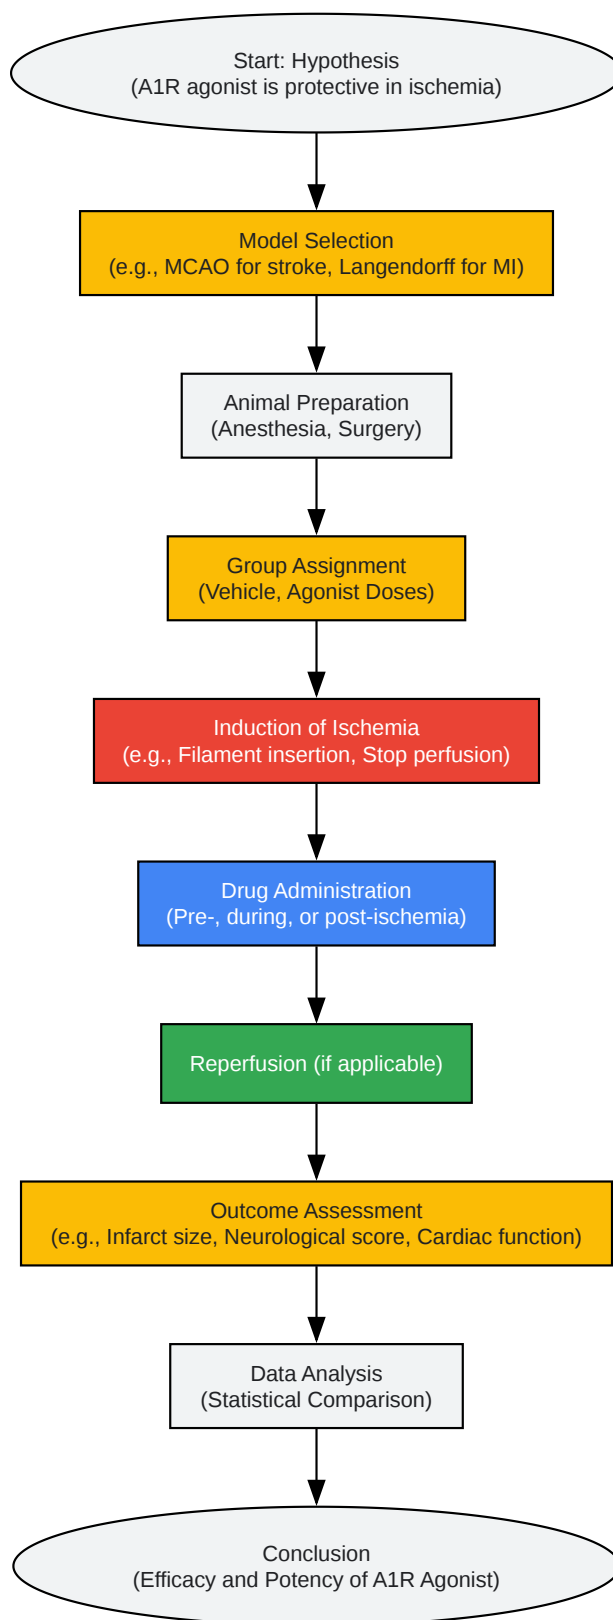 Start: Hypothesis
(A1R agonist is protective in ischemia)
Model Selection
(e.g., MCAO for stroke, Langendorff for MI)
Animal Preparation
(Anesthesia, Surgery)
Group Assignment
(Vehicle, Agonist Doses)
Induction of Ischemia
(e.g., Filament insertion, Stop perfusion)
Drug Administration
(Pre-, during, or post-ischemia)
Reperfusion (if applicable)
Outcome Assessment
(e.g., Infarct size, Neurological score, Cardiac function)
Data Analysis
(Statistical Comparison)
Conclusion
(Efficacy and Potency of A1R Agonist)